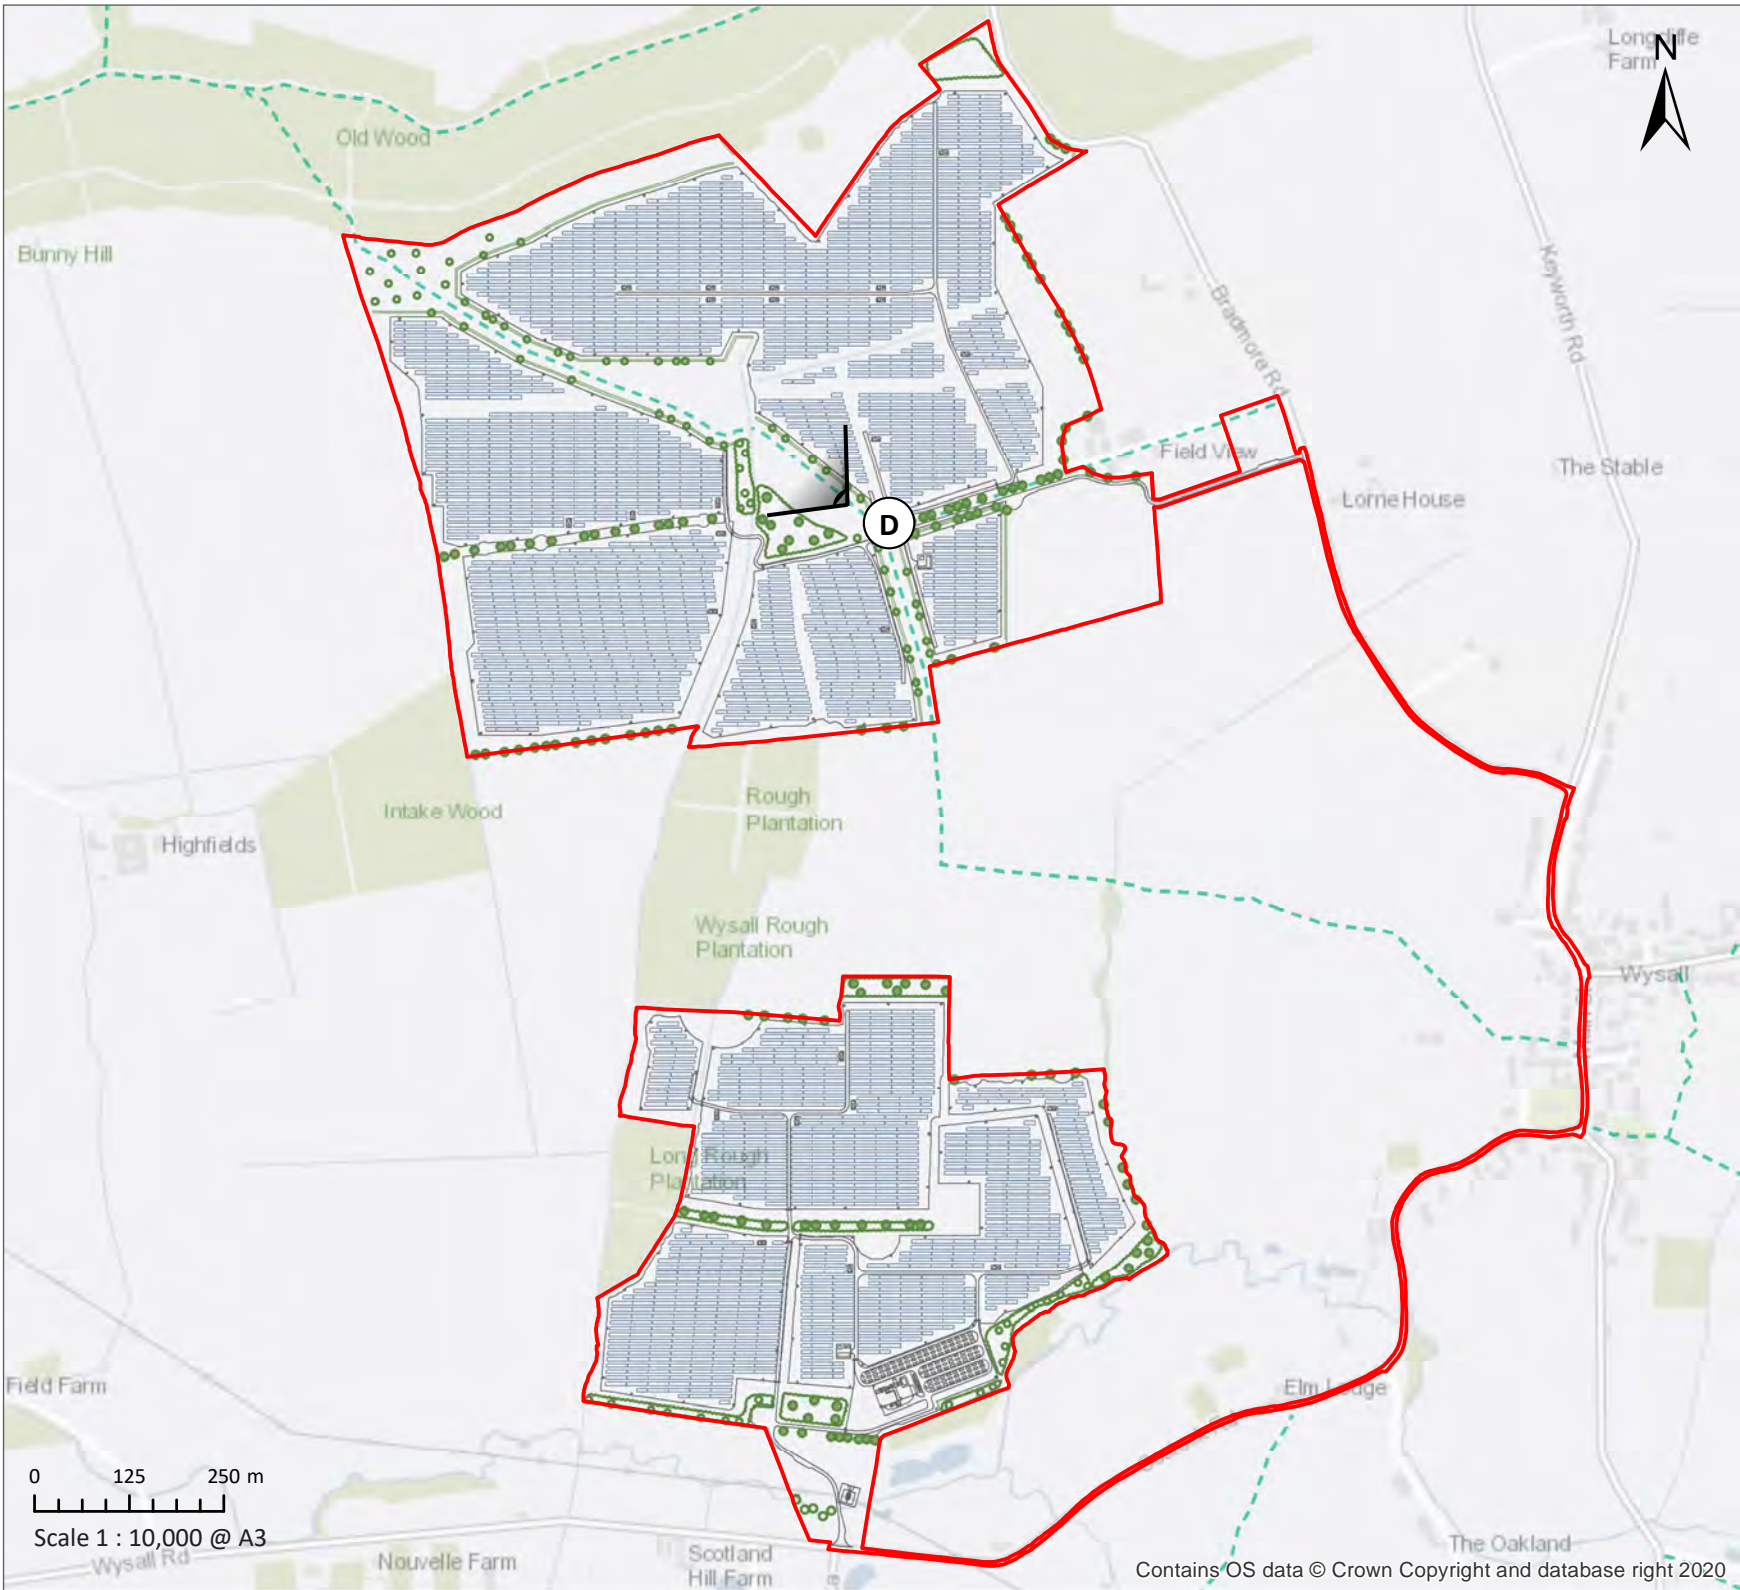 Longcliffe
Farm
N
Old Wood
Bunny Hill
Keyworth Rd
Bradmore Rd
Field View
The Stable
Lorne House
D
Rough
Plantation
Intake Wood
Highfields
Wysall Rough
Plantation
Wysall
Long Rough
Plantation
Field Farm
Elm Lodge
0 125 250 m
Scale 1 : 10,000 @ A3
Wysall Rd
Nouvelle Farm
Scotland
Hill Farm
The Oakland
Contains OS data © Crown Copyright and database right 2020